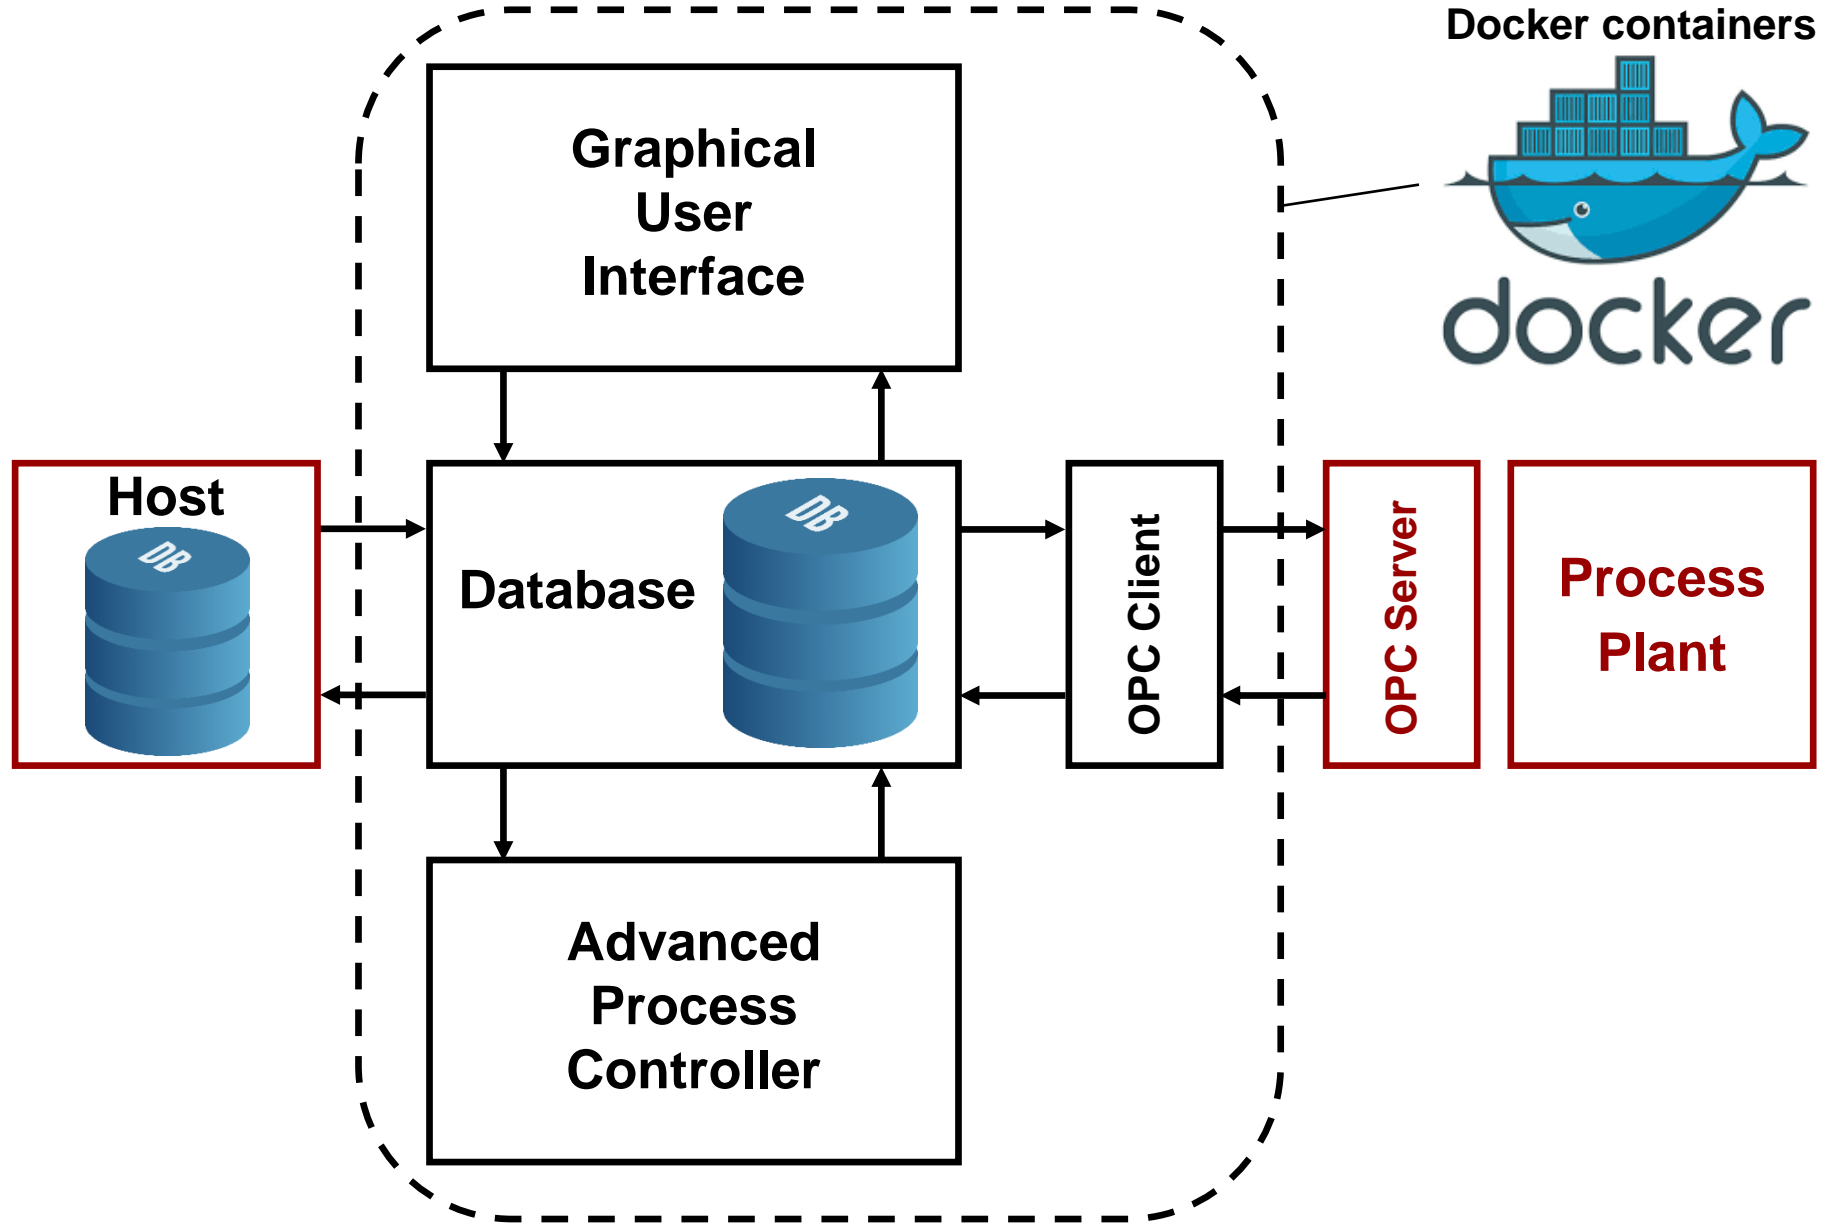 Docker containers
docker
Graphical
User
Interface
Host
DB
Database
DB
OPC Client
OPC Server
Process
Plant
Advanced
Process
Controller